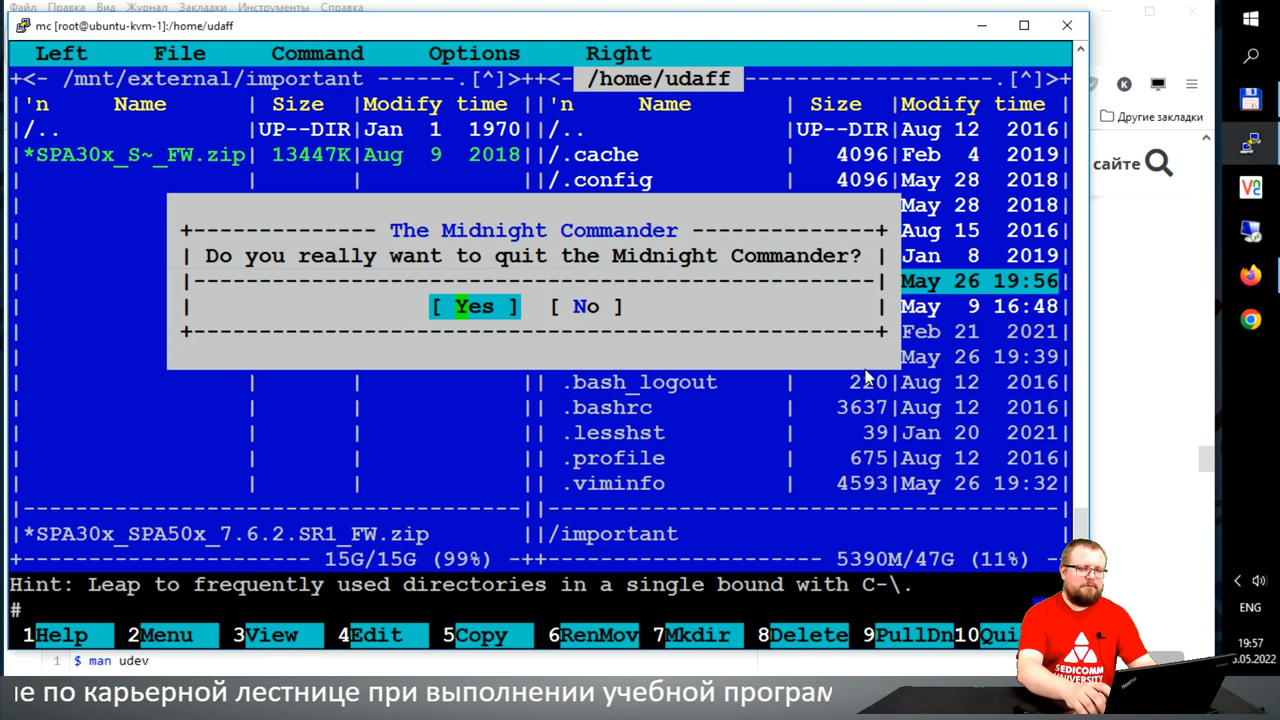 Файл Правка Вид Журнал Закладки Инструменты Справка
mc [root@ubuntu-kvm-1]:/home/udaff
Left File Command Options Right
+<- /mnt/external/important ------.[^]>++<- /home/udaff ----------------------.[^]>+
|'n Name | Size |Modify time ||'n Name | Size |Modify time|
|/.. |UP--DIR|Jan 1 1970||/.. |UP--DIR|Aug 12 2016|
|*SPA30x_S~_FW.zip| 13447K|Aug 9 2018||/.cache | 4096|Feb 4 2019|
| | | ||/.config | 4096|May 28 2018|
May 28 2018|
+-------------- The Midnight Commander --------------+ Aug 15 2016|
| Do you really want to quit the Midnight Commander? | Jan 8 2019|
May 26 19:56
| [ Yes ] [ No ] | May 9 16:48|
Feb 21 2021|
May 26 19:39|
| | | || .bash_logout | 220|Aug 12 2016|
| | | || .bashrc | 3637|Aug 12 2016|
| | | || .lesshst | 39|Jan 20 2021|
| | | || .profile | 675|Aug 12 2016|
| | | || .viminfo | 4593|May 26 19:32|
|*SPA30x_SPA50x_7.6.2.SR1_FW.zip ||/important |
+------------------- 15G/15G (99%) -++--------------------- 5390M/47G (11%) -
Hint: Leap to frequently used directories in a single bound with C-\.
#
1Help 2Menu 3View 4Edit 5Copy 6RenMov 7Mkdir 8Delete 9PullDn10Qui
1 $ man udev
K
Другие закладки
сайте
ENG
19:57
5.05.2022
SEDICOMM
UNIVERSITY
ThinkPad
ие по карьерной лестнице при выполнении учебной програм